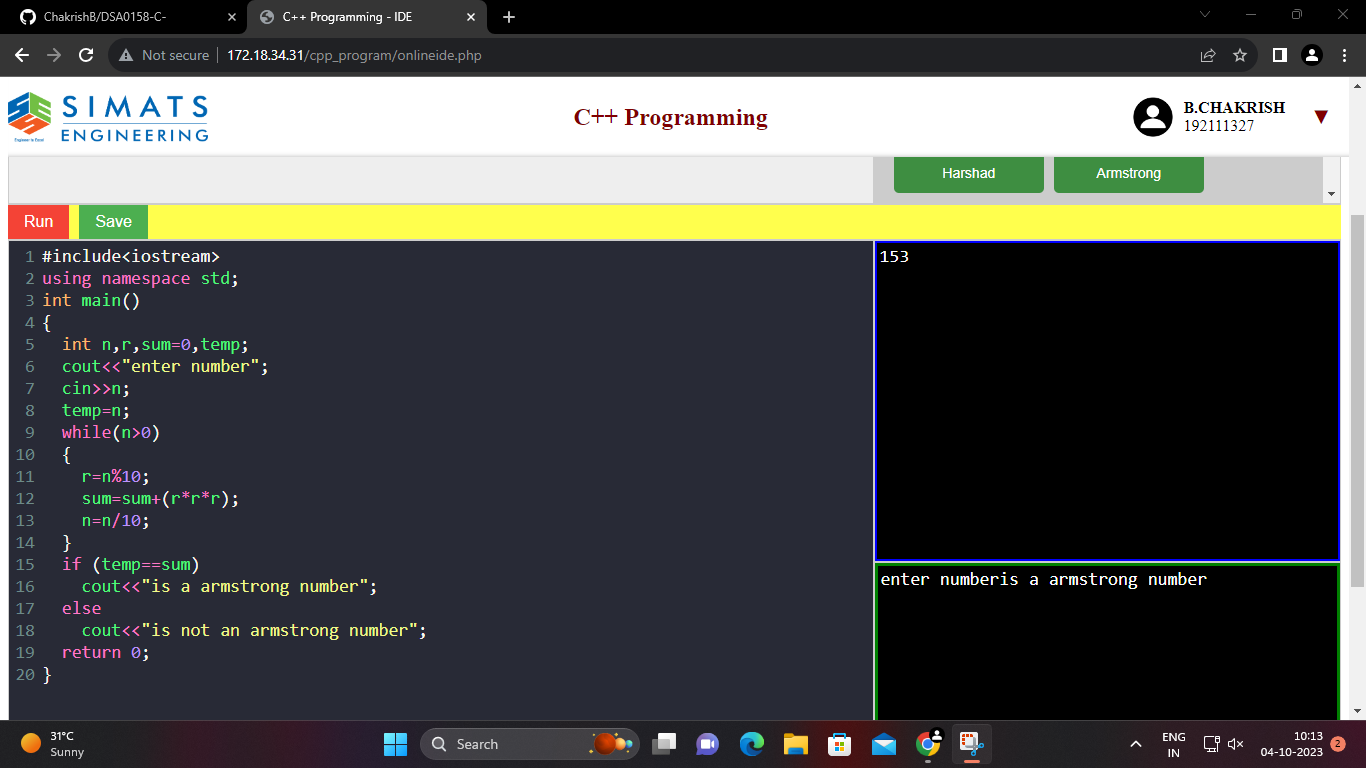 ChakrishB/DSA0158-C-
C++ Programming - IDE
Not secure
172.18.34.31/cpp_program/onlineide.php
SIMATS
ENGINEERING
Engineer to Excel
C++ Programming
B.CHAKRISH
192111327
Harshad
Armstrong
Run
Save
1 #include<iostream>
2 using namespace std;
3 int main()
4 {
5   int n,r,sum=0,temp;
6   cout<<"enter number";
7   cin>>n;
8   temp=n;
9   while(n>0)
10   {
11     r=n%10;
12     sum=sum+(r*r*r);
13     n=n/10;
14   }
15   if (temp==sum)
16     cout<<"is a armstrong number";
17   else
18     cout<<"is not an armstrong number";
19   return 0;
20 }
153
enter numberis a armstrong number
31°C
Sunny
Search
ENG
IN
10:13
04-10-2023
2